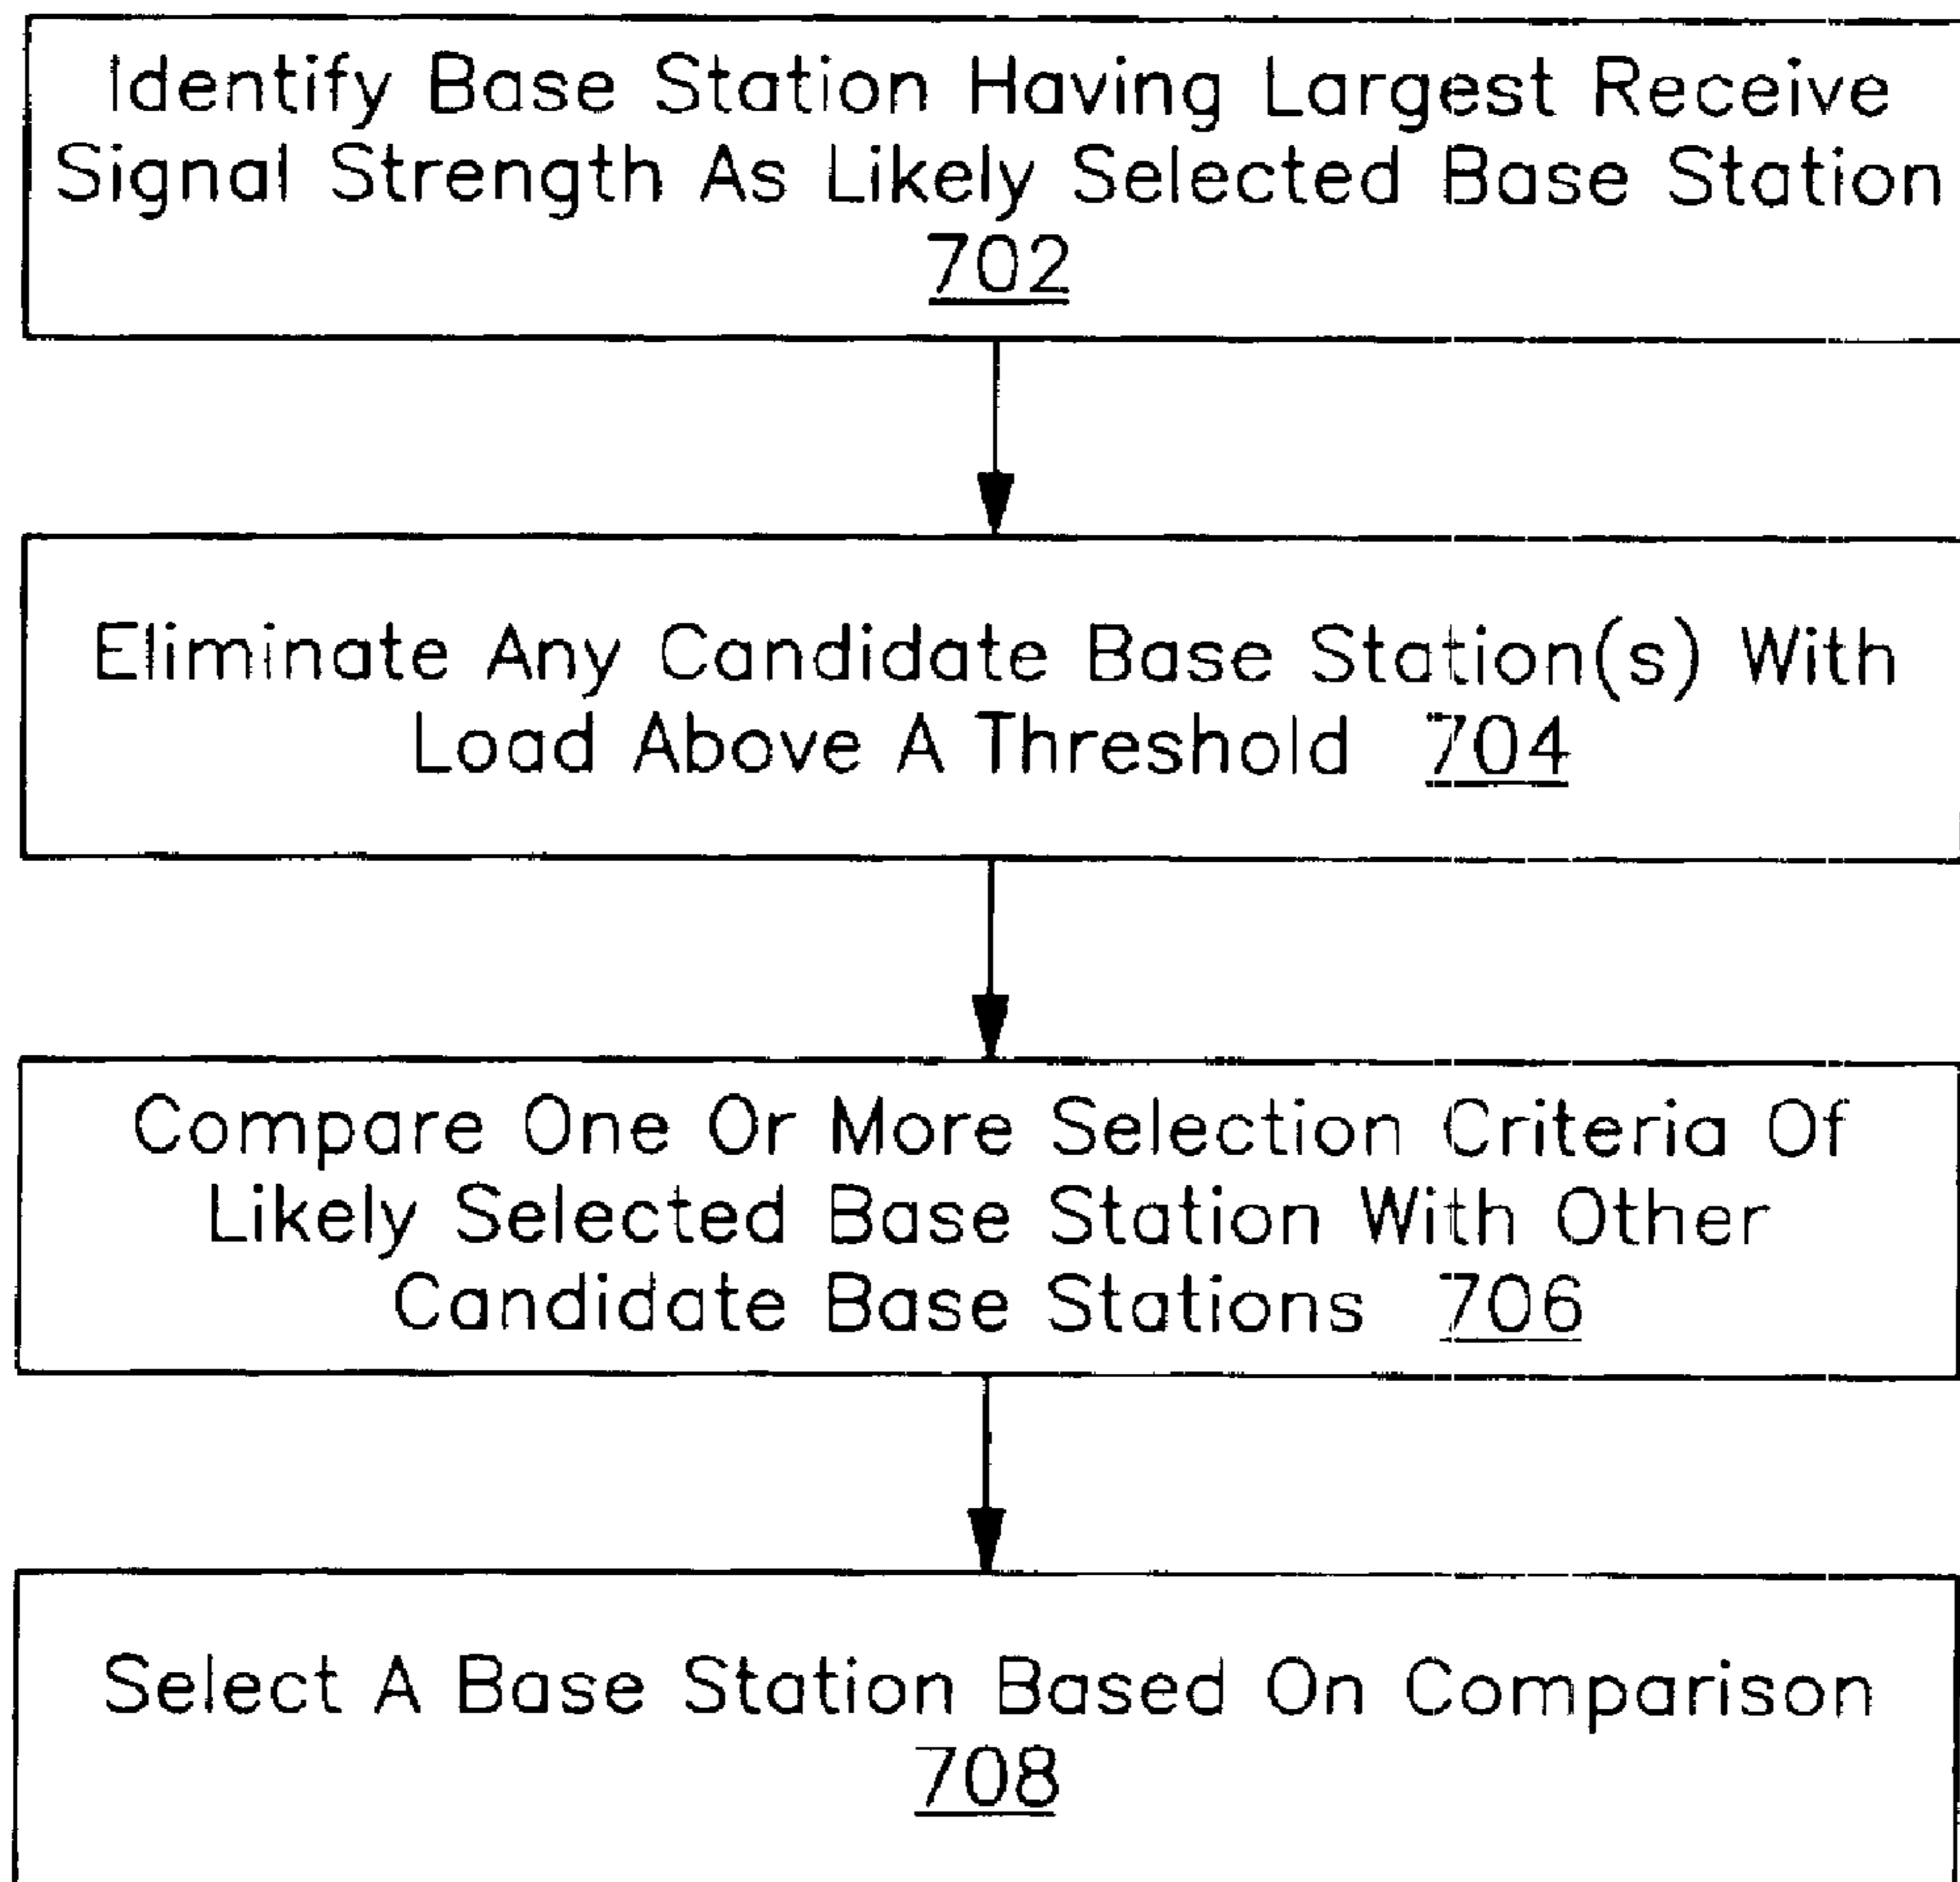 Identify Base Station Having Largest Receive
Signal Strength As Likely Selected Base Station
702
Eliminate Any Candidate Base Station(s) With
Load Above A Threshold 704
Compare One Or More Selection Criteria Of
Likely Selected Base Station With Other
Candidate Base Stations 706
Select A Base Station Based On Comparison
708